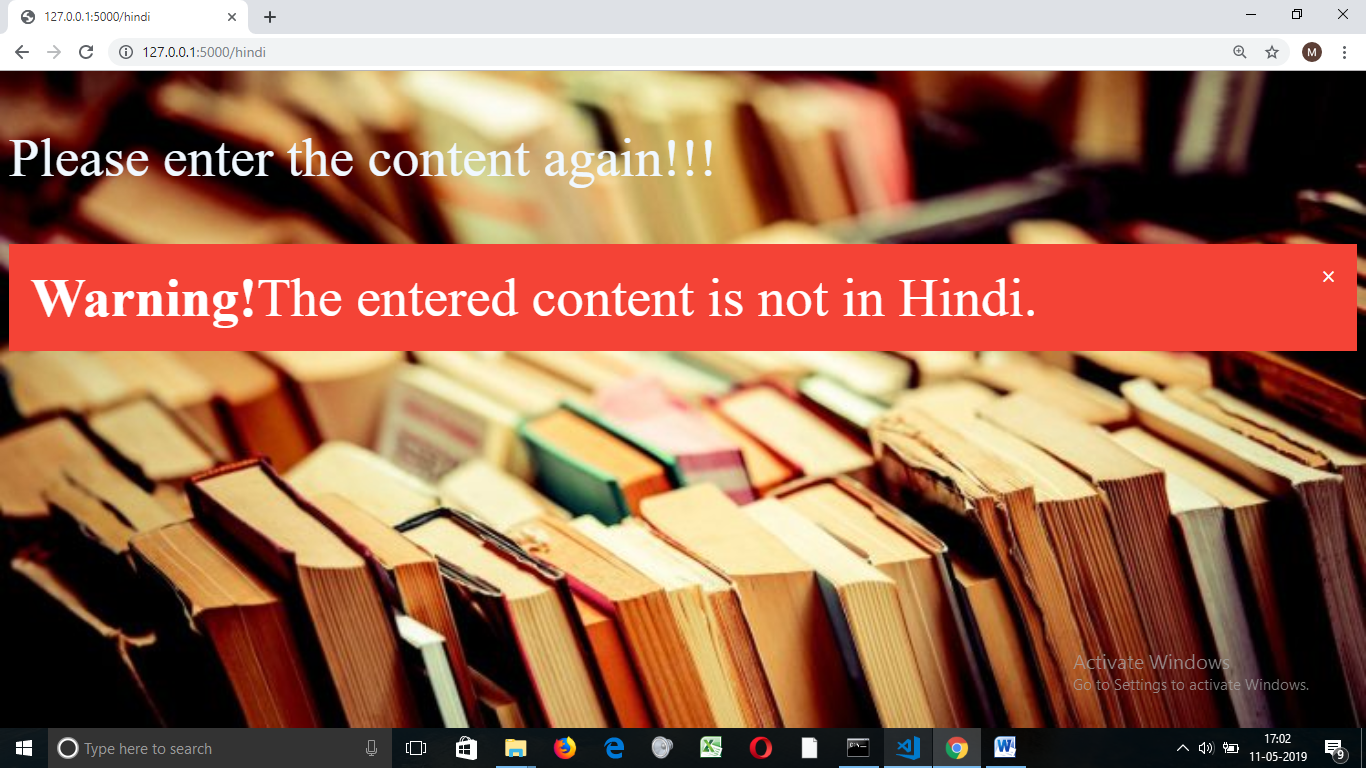 127.0.0.1:5000/hindi
127.0.0.1:5000/hindi
M
Please enter the content again!!!
Warning!The entered content is not in Hindi.
Activate Windows
Go to Settings to activate Windows.
Type here to search
17:02
11-05-2019
9